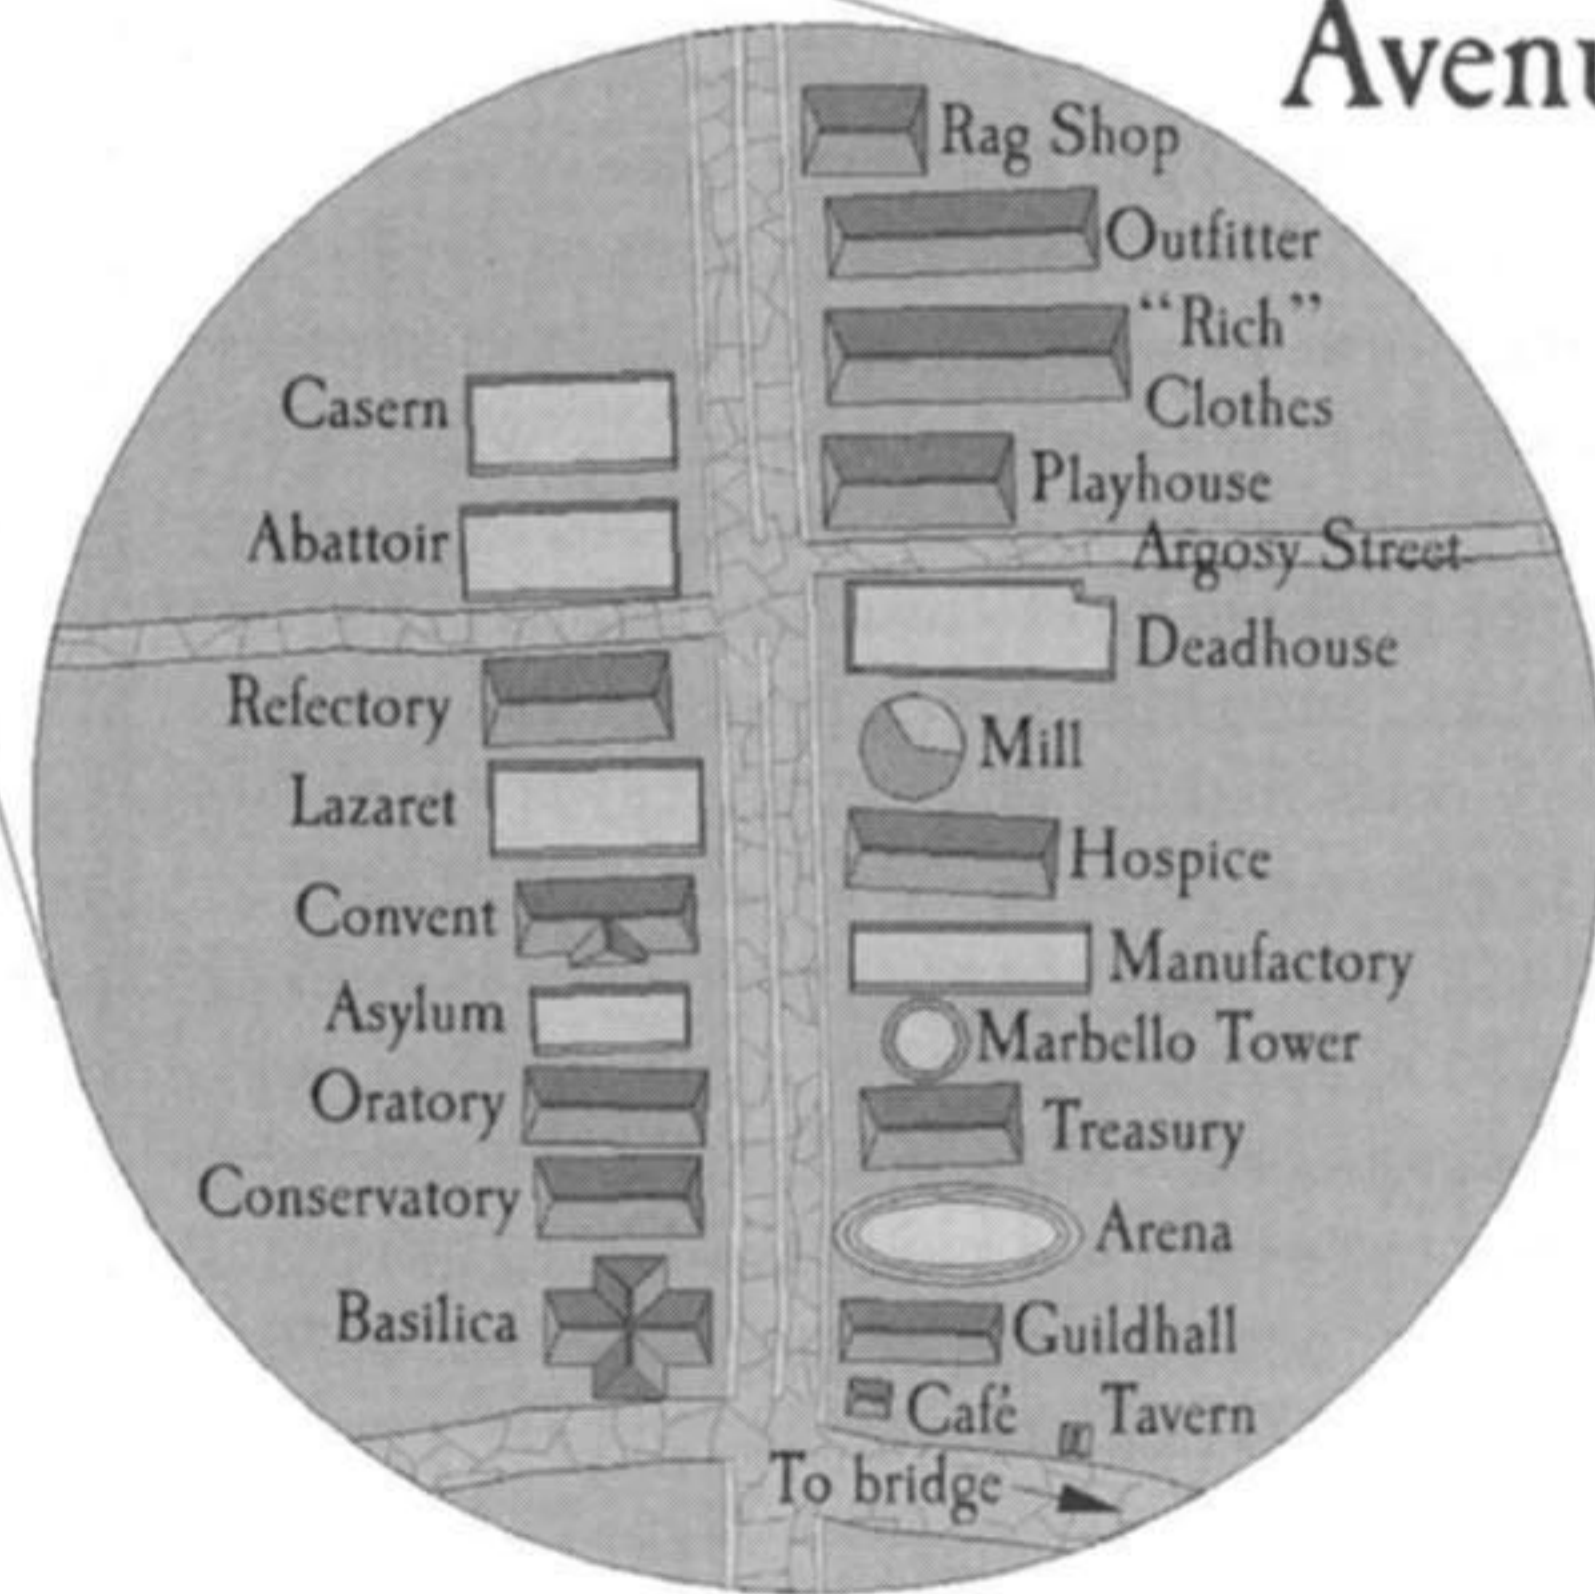 Rag Shop
Outfitter
“Rich”
Clothes
Casern
Playhouse
Abattoir
Argosy Street
Deadhouse
Refectory
Mill
Lazaret
Hospice
Convent
Manufactory
Asylum
Marbello Tower
Oratory
Treasury
Conservatory
Arena
Basilica
Guildhall
Café
Tavern
To bridge